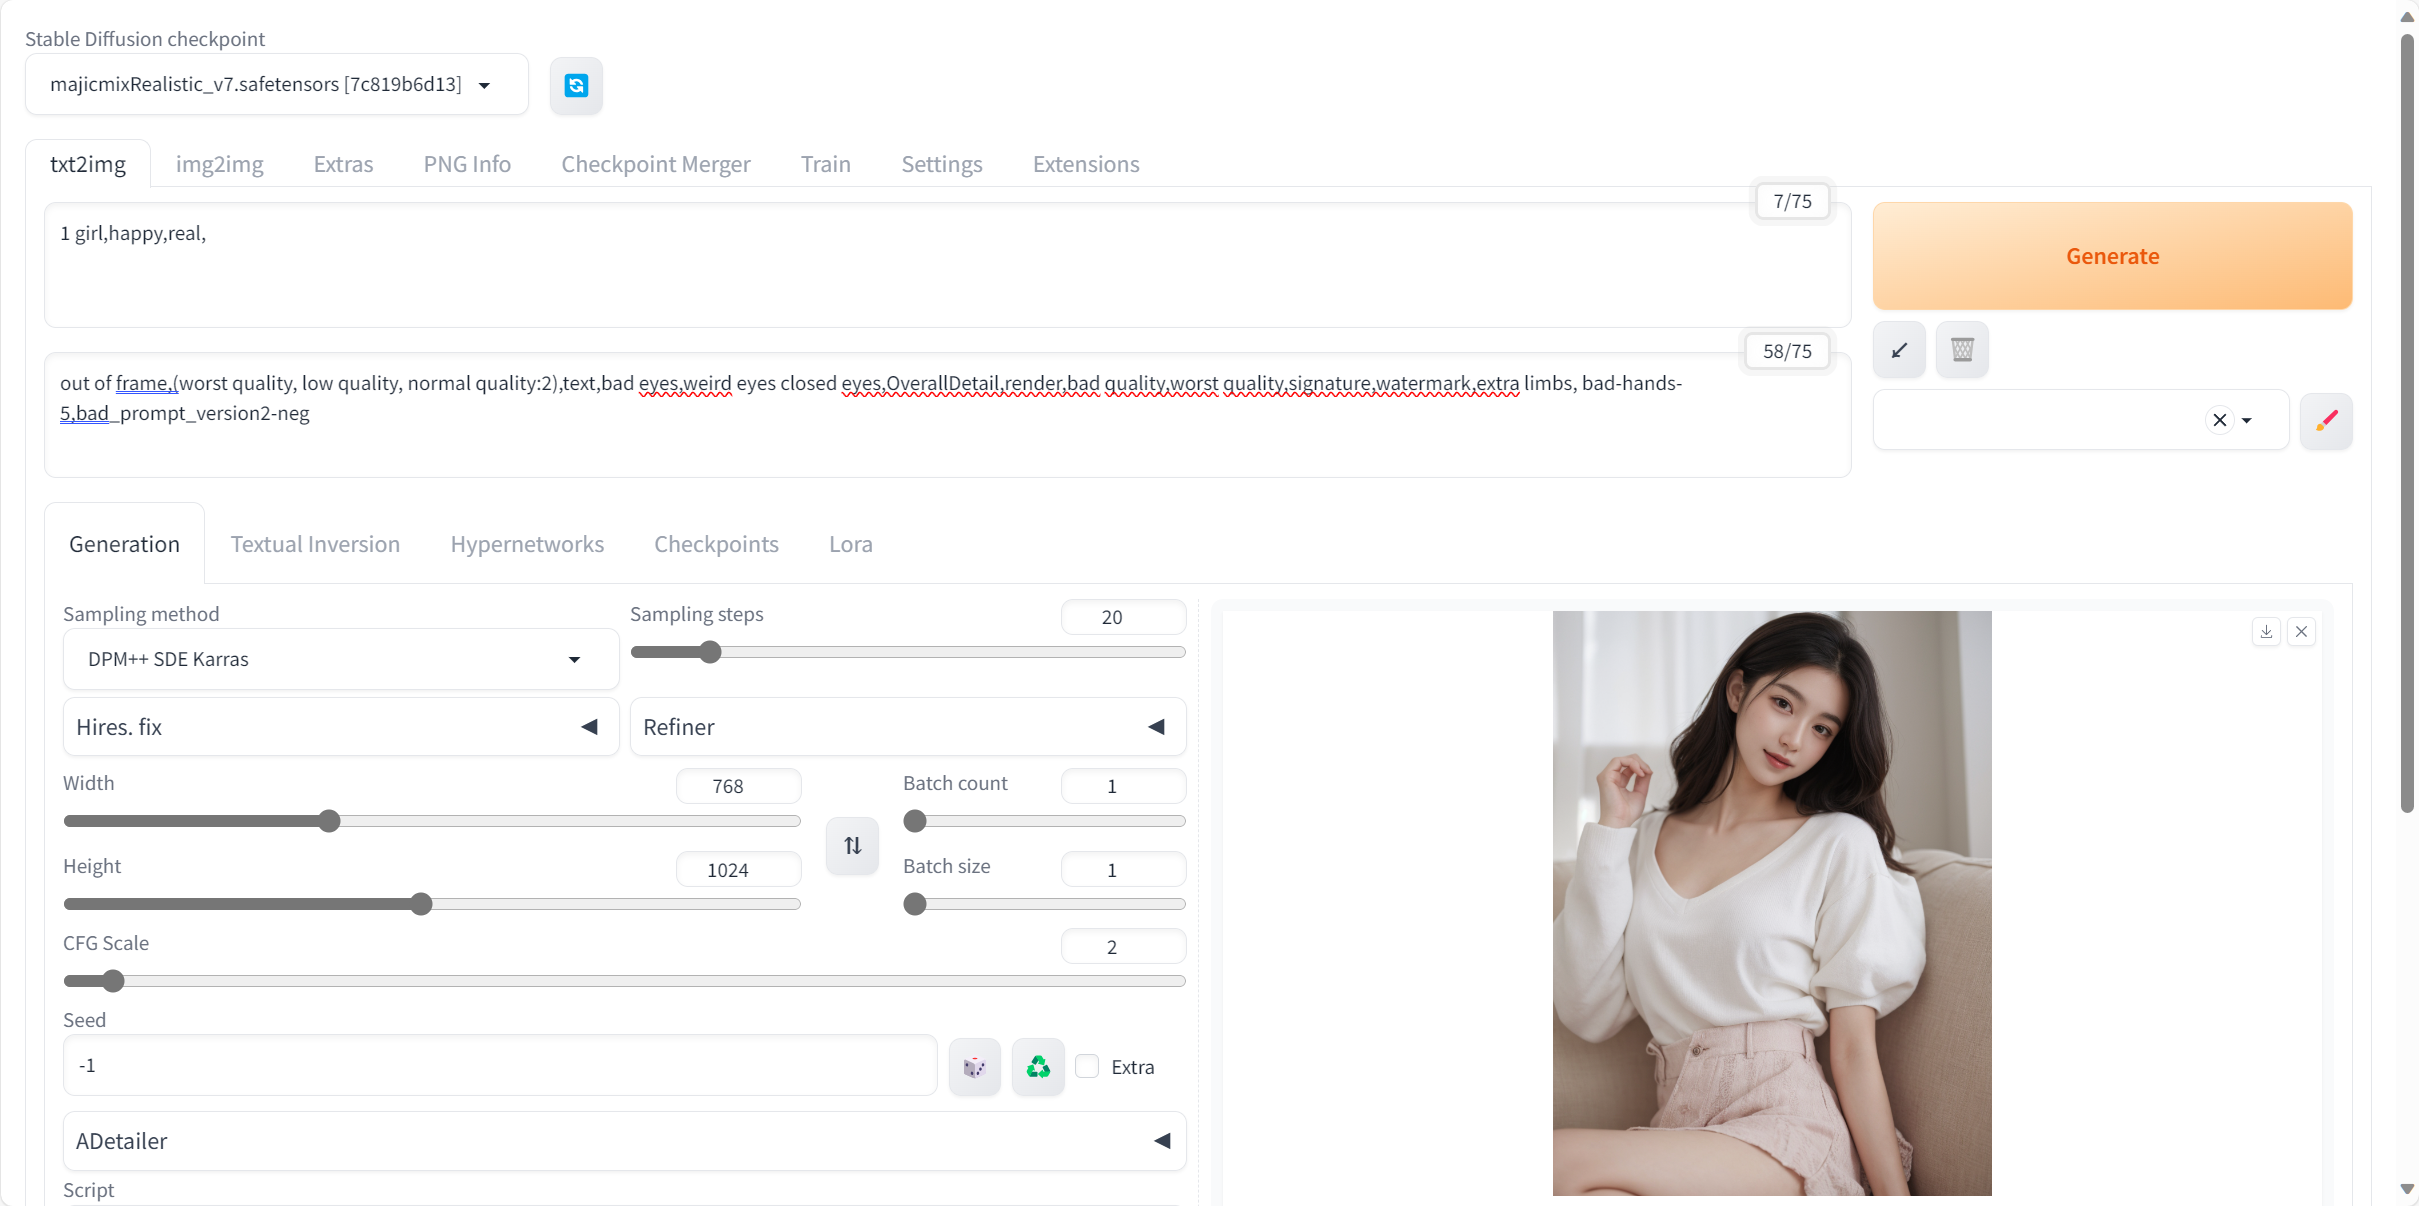 Stable Diffusion checkpoint
majicmixRealistic_v7.safetensors [7c819b6d13]
txt2img
img2img
Extras
PNG Info
Checkpoint Merger
Train
Settings
Extensions
7/75
1 girl,happy,real,
Generate
58/75
out of frame,(worst quality, low quality, normal quality:2),text,bad eyes,weird eyes closed eyes,OverallDetail,render,bad quality,worst quality,signature,watermark,extra limbs, bad-hands-
5,bad_prompt_version2-neg
Generation
Textual Inversion
Hypernetworks
Checkpoints
Lora
Sampling method
DPM++ SDE Karras
Sampling steps
20
Hires. fix
Refiner
Width
768
Batch count
1
Height
1024
Batch size
1
CFG Scale
2
Seed
-1
Extra
ADetailer
Script